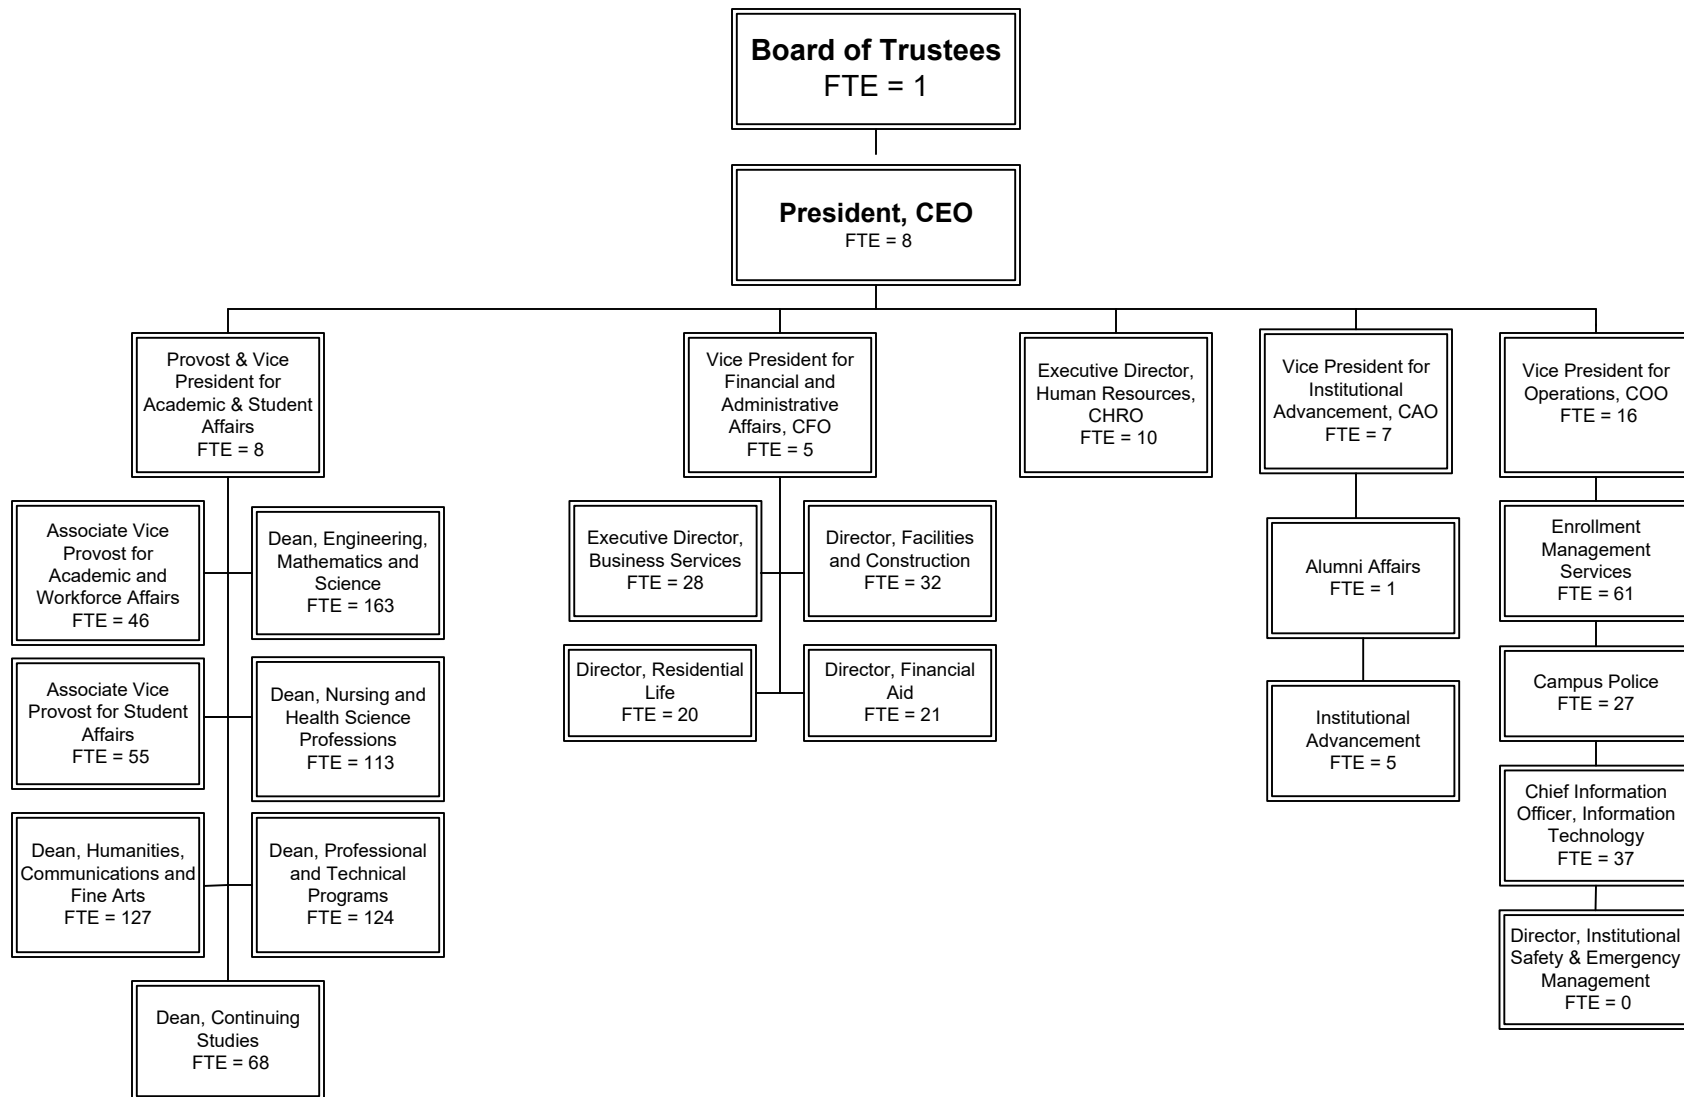 Board of Trustees
FTE = 1
President, CEO
FTE = 8
Provost & Vice
President for
Academic & Student
Affairs
FTE = 8
Vice President for
Financial and
Administrative
Affairs, CFO
FTE = 5
Executive Director,
Human Resources,
CHRO
FTE = 10
Vice President for
Institutional
Advancement, CAO
FTE = 7
Vice President for
Operations, COO
FTE = 16
Associate Vice
Provost for
Academic and
Workforce Affairs
FTE = 46
Dean, Engineering,
Mathematics and
Science
FTE = 163
Executive Director,
Business Services
FTE = 28
Director, Facilities
and Construction
FTE = 32
Alumni Affairs
FTE = 1
Enrollment
Management
Services
FTE = 61
Associate Vice
Provost for Student
Affairs
FTE = 55
Dean, Nursing and
Health Science
Professions
FTE = 113
Director, Residential
Life
FTE = 20
Director, Financial
Aid
FTE = 21
Institutional
Advancement
FTE = 5
Campus Police
FTE = 27
Chief Information
Officer, Information
Technology
FTE = 37
Dean, Humanities,
Communications and
Fine Arts
FTE = 127
Dean, Professional
and Technical
Programs
FTE = 124
Director, Institutional
Safety & Emergency
Management
FTE = 0
Dean, Continuing
Studies
FTE = 68